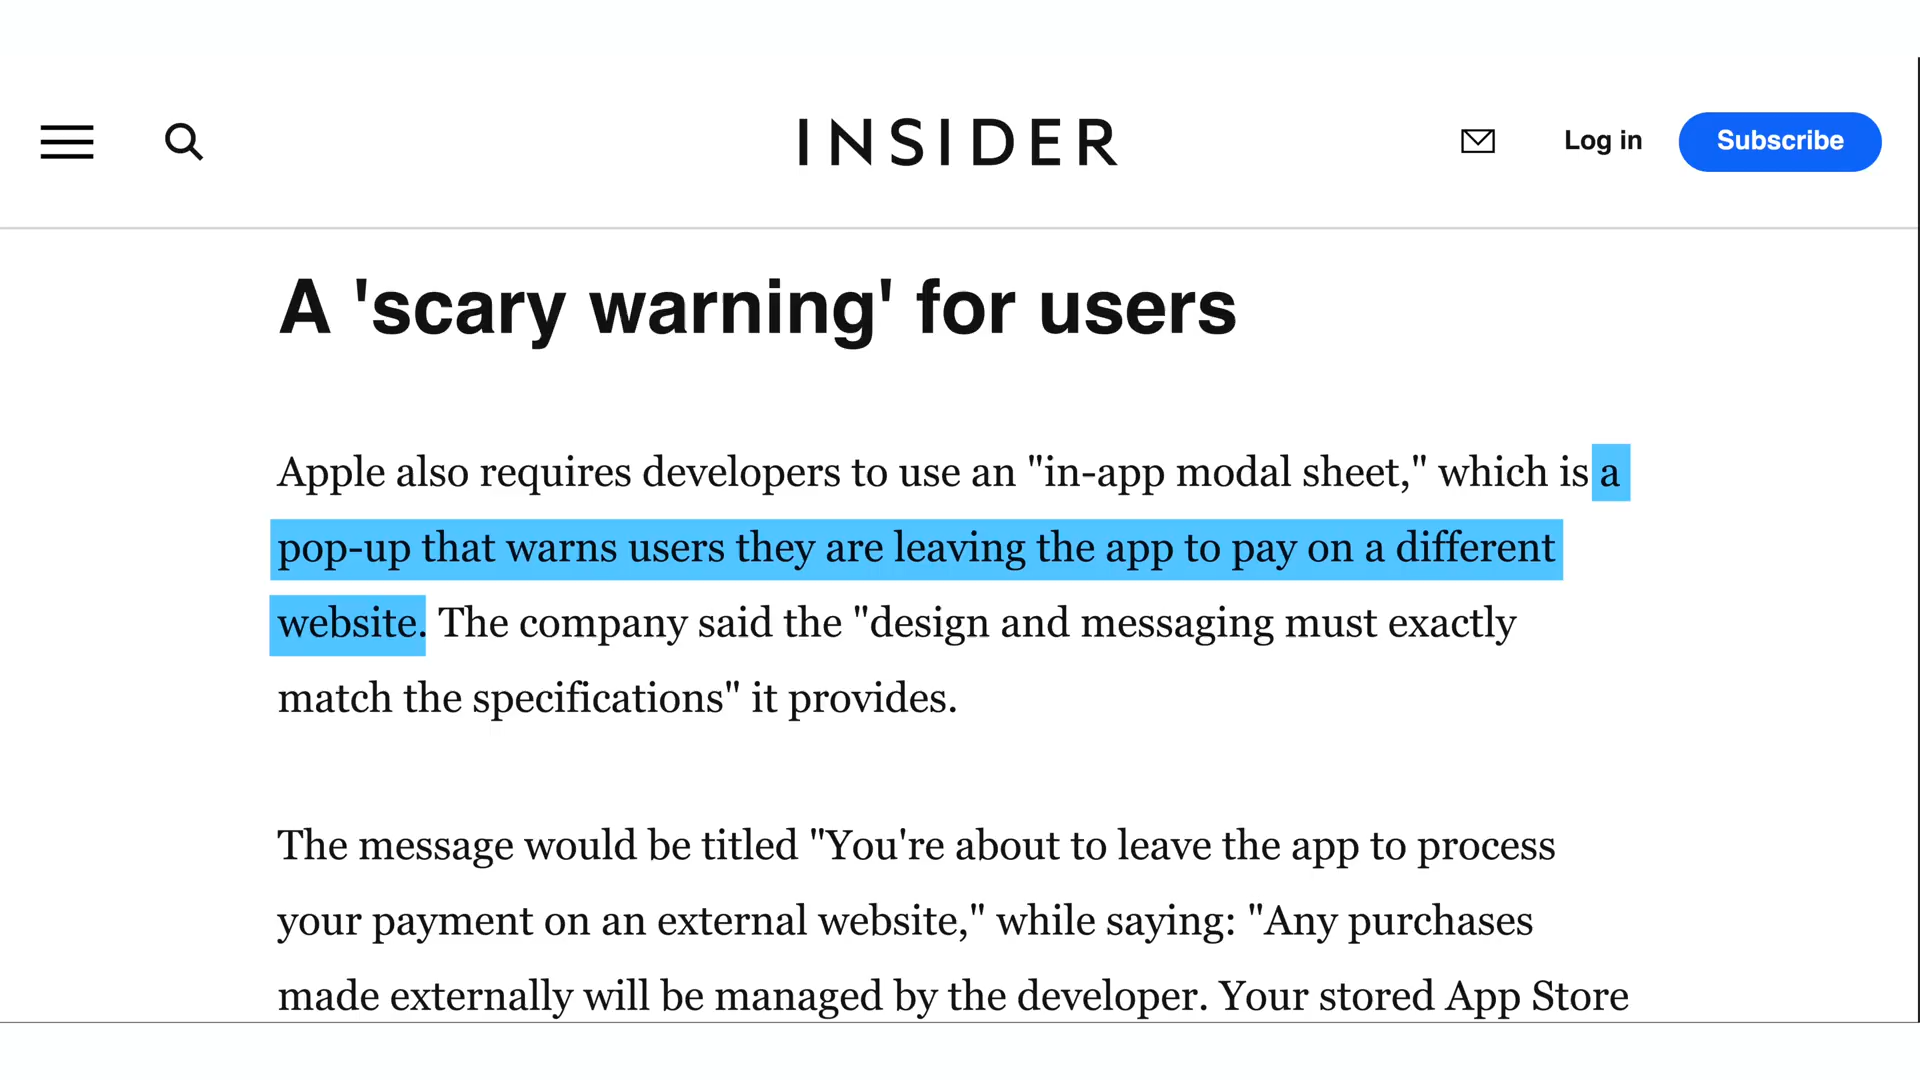 INSIDER
Log in
Subscribe
A 'scary warning' for users
Apple also requires developers to use an "in-app modal sheet," which is a
pop-up that warns users they are leaving the app to pay on a different
website. The company said the "design and messaging must exactly
match the specifications" it provides.
The message would be titled "You're about to leave the app to process
your payment on an external website," while saying: "Any purchases
made externally will be managed by the developer. Your stored App Store